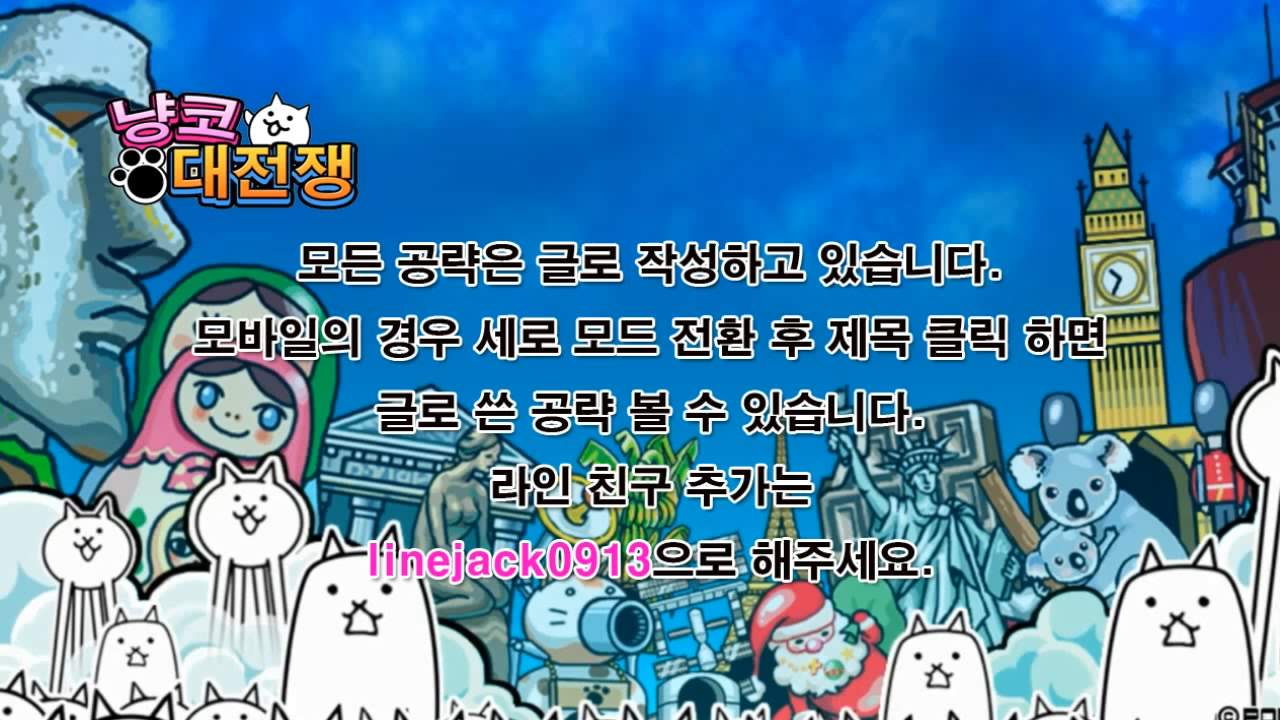 냥코
대전쟁
모든 공략은 글로 작성하고 있습니다.
모바일의 경우 세로 모드 전환 후 제목 클릭 하면
글로 쓴 공략 볼 수 있습니다.
라인 친구 추가는
linejack0913으로 해주세요.